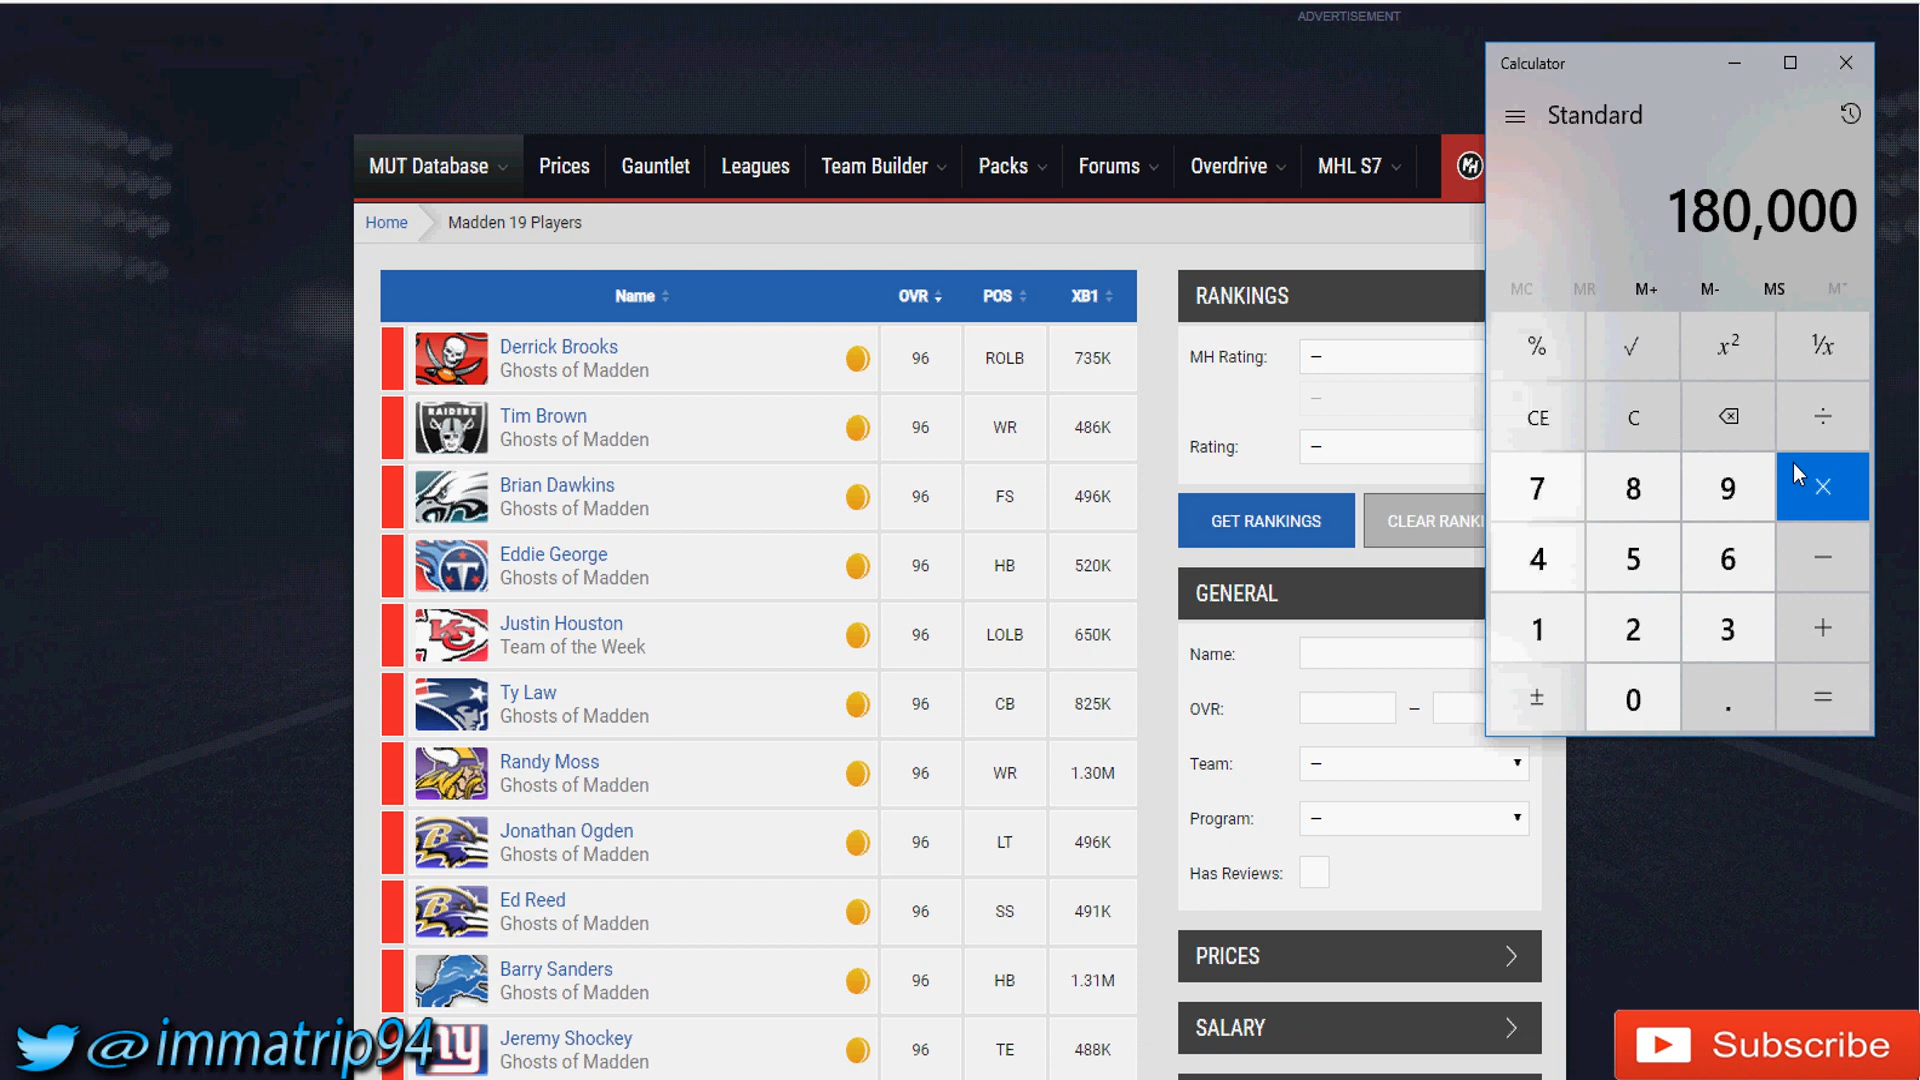 ADVERTISEMENT
MUT Database Prices Gauntlet Leagues Team Builder Packs Forums Overdrive MHL S7 MH
Home Madden 19 Players
Name OVR POS XB1
Derrick Brooks
Ghosts of Madden
96 ROLB 735K
RAIDERS
Tim Brown
Ghosts of Madden
96 WR 486K
Brian Dawkins
Ghosts of Madden
96 FS 496K
T
Eddie George
Ghosts of Madden
96 HB 520K
KC
Justin Houston
Team of the Week
96 LOLB 650K
Ty Law
Ghosts of Madden
96 CB 825K
Randy Moss
Ghosts of Madden
96 WR 1.30M
B
Jonathan Ogden
Ghosts of Madden
96 LT 496K
B
Ed Reed
Ghosts of Madden
96 SS 491K
Barry Sanders
Ghosts of Madden
96 HB 1.31M
ny
Jeremy Shockey
Ghosts of Madden
96 TE 488K
@immatrip94
RANKINGS
MH Rating: –
–
Rating: –
GET RANKINGS CLEAR RANKI
GENERAL
Name:
OVR: –
Team: –
Program: –
Has Reviews:
PRICES
SALARY
Calculator
Standard
180,000
MC MR M+ M- MS M˅
% √ x² ¹/x
CE C ÷
7 8 9 ×
4 5 6 −
1 2 3 +
± 0 . =
Subscribe